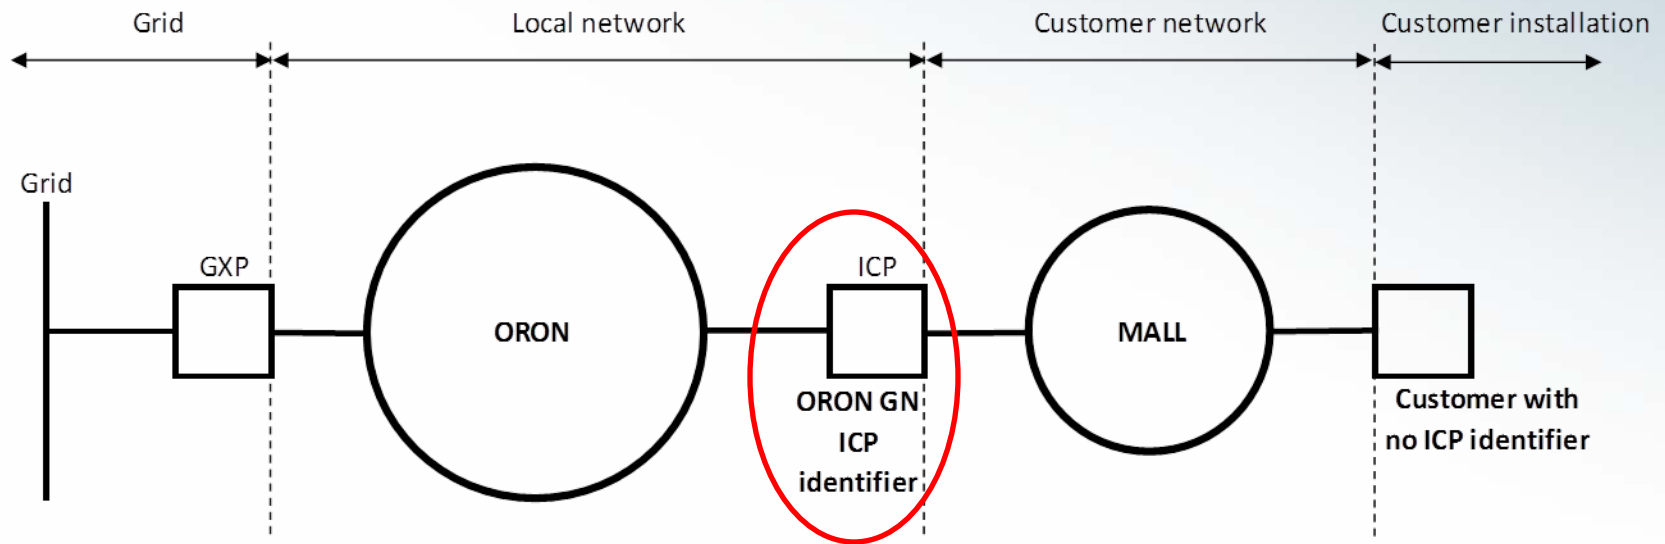 Grid
Local network
Customer network
Customer installation
Grid
GXP
ICP
ORON
MALL
ORON GN
ICP
identifier
Customer with
no ICP identifier